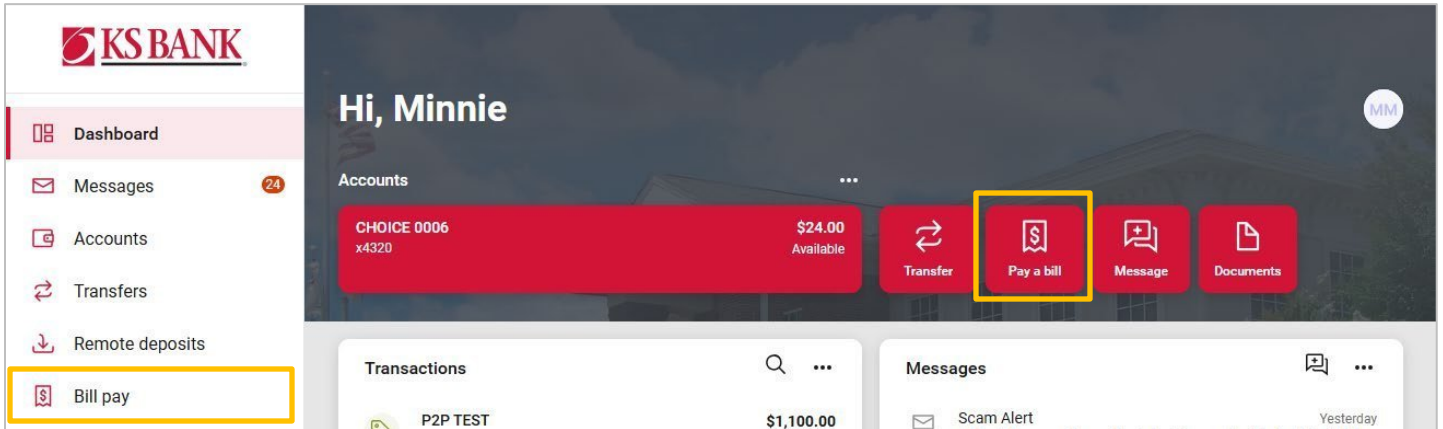 KS BANK
Dashboard
Messages 24
Accounts
Transfers
Remote deposits
Bill pay
Hi, Minnie
MM
Accounts
CHOICE 0006 $24.00
x4320 Available
Transfer
Pay a bill
Message
Documents
Transactions
P2P TEST $1,100.00
Messages
Scam Alert Yesterday